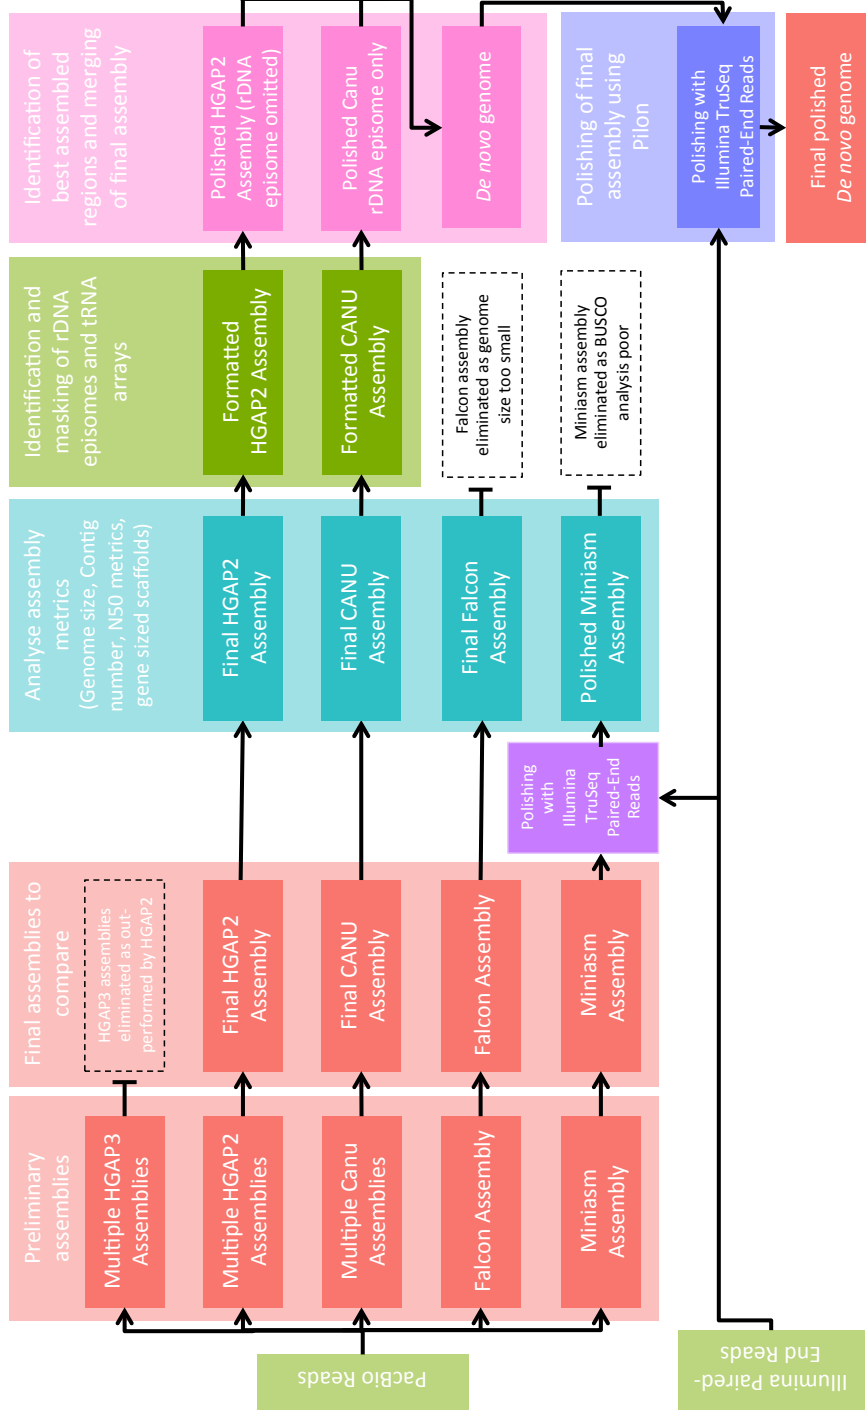 PacBio Reads
Illumina Paired-
End Reads
Preliminary
assemblies
Multiple HGAP3
Assemblies
Multiple HGAP2
Assemblies
Multiple Canu
Assemblies
Falcon Assembly
Miniasm
Assembly
Final assemblies to
compare
HGAP3 assemblies
eliminated as out-
performed by HGAP2
Final HGAP2
Assembly
Final CANU
Assembly
Falcon Assembly
Miniasm
Assembly
Polishing
with
Illumina
TruSeq
Paired-End
Reads
Analyse assembly
metrics
(Genome size, Contig
number, N50 metrics,
gene sized scaffolds)
Final HGAP2
Assembly
Final CANU
Assembly
Final Falcon
Assembly
Polished Miniasm
Assembly
Identification and
masking of rDNA
episomes and tRNA
arrays
Formatted
HGAP2 Assembly
Formatted CANU
Assembly
Falcon assembly
eliminated as genome
size too small
Miniasm assembly
eliminated as BUSCO
analysis poor
Identification of
best assembled
regions and merging
of final assembly
Polished HGAP2
Assembly (rDNA
episome omitted)
Polished Canu
rDNA episome only
De novo genome
Polishing of final
assembly using
Pilon
Polishing with
Illumina TruSeq
Paired-End Reads
Final polished
De novo genome